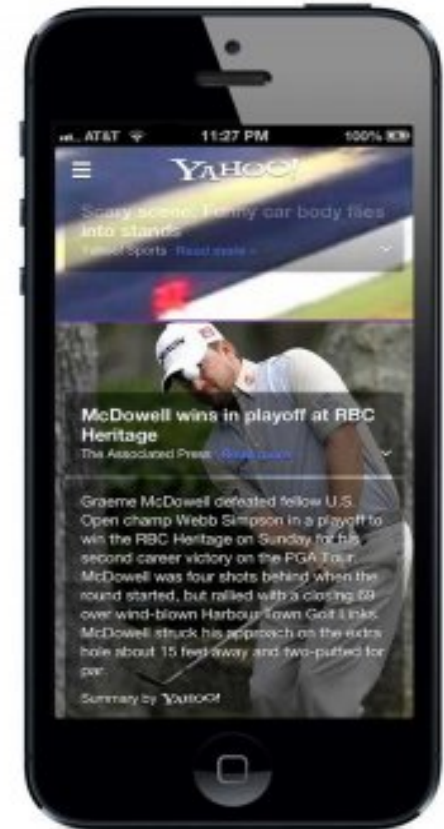 AT&T 11:27 PM 100%
YAHOO!
Scary scene: Funny car body flies
into stands
Yahoo! Sports Read more »
McDowell wins in playoff at RBC
Heritage
The Associated Press Read more
Graeme McDowell defeated fellow U.S.
Open champ Webb Simpson in a playoff to
win the RBC Heritage on Sunday for his
second career victory on the PGA Tour.
McDowell was four shots behind when the
round started, but rallied with a closing 69
over wind-blown Harbour Town Golf Links.
McDowell struck his approach on the extra
hole about 15 feet away and two-putted for
par.
Summary by YAHOO!